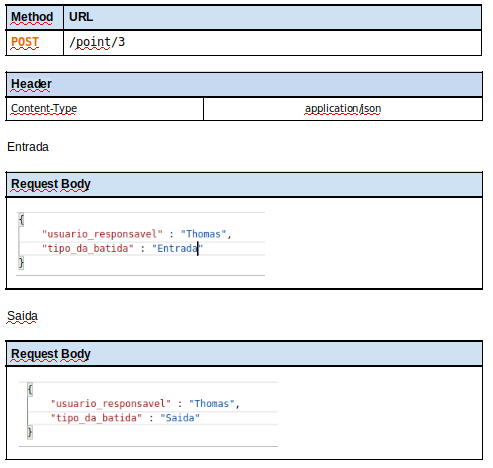 Method URL
POST /point/3
Header
Content-Type application/json
Entrada
Request Body
{
"usuario_responsavel" : "Thomas",
"tipo_da_batida" : "Entrada"
}
Saida
Request Body
{
"usuario_responsavel" : "Thomas",
"tipo_da_batida" : "Saida"
}